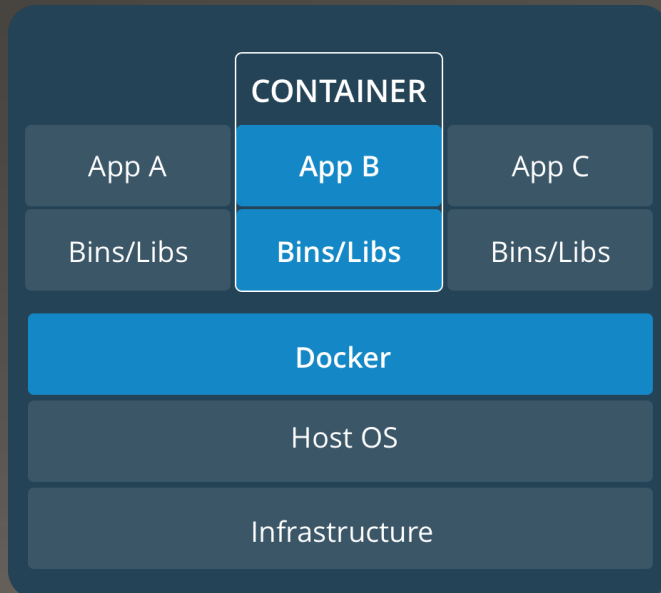 CONTAINER
App A App B App C
Bins/Libs Bins/Libs Bins/Libs
Docker
Host OS
Infrastructure